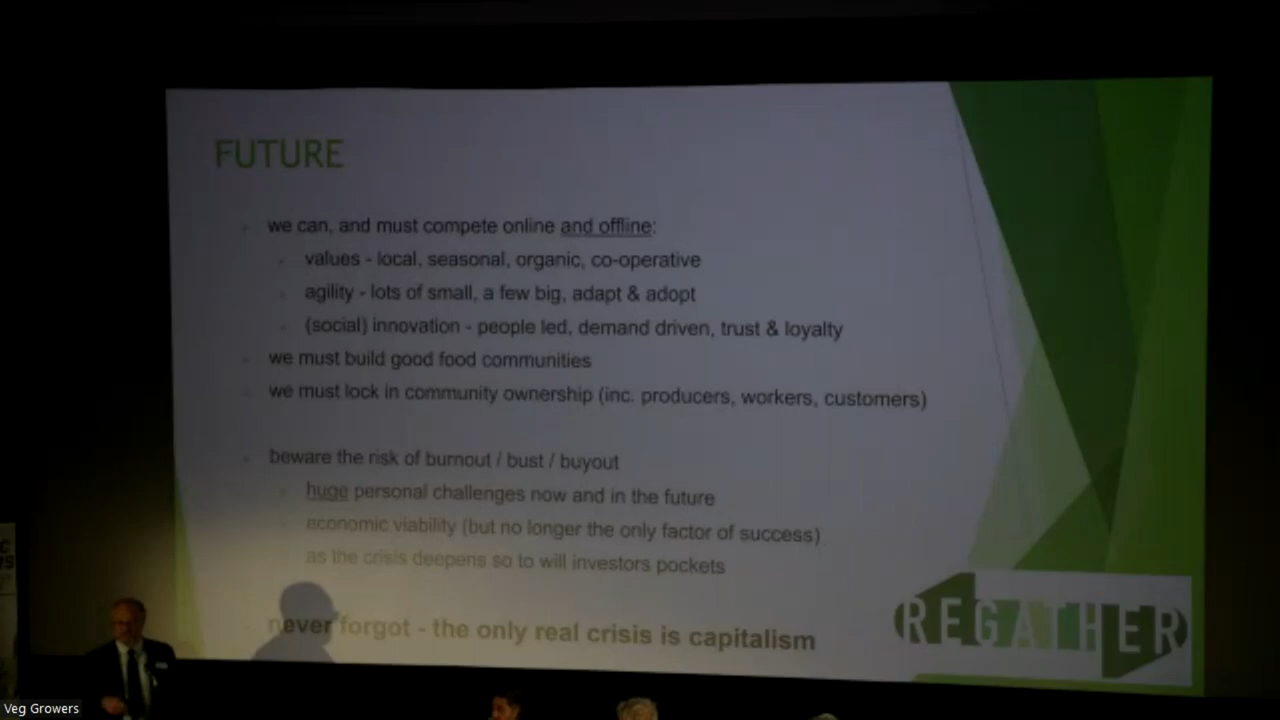 FUTURE
we can, and must compete online and offline:
values - local, seasonal, organic, co-operative
agility - lots of small, a few big, adapt & adopt
(social) innovation - people led, demand driven, trust & loyalty
we must build good food communities
we must lock in community ownership (inc. producers, workers, customers)
beware the risk of burnout / bust / buyout
huge personal challenges now and in the future
economic viability (but no longer the only factor of success)
as the crisis deepens so to will investors pockets
never forgot - the only real crisis is capitalism
REGATHER
Veg Growers